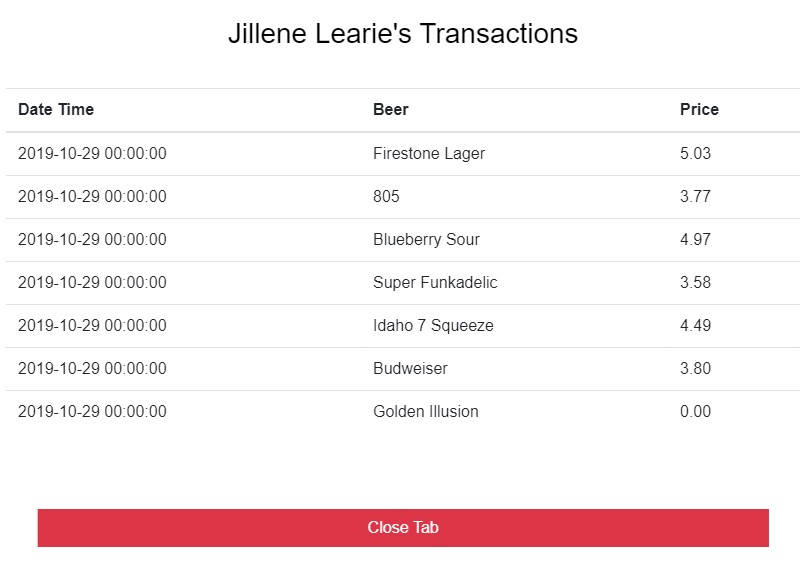 Jillene Learie's Transactions
Date Time Beer Price
2019-10-29 00:00:00 Firestone Lager 5.03
2019-10-29 00:00:00 805 3.77
2019-10-29 00:00:00 Blueberry Sour 4.97
2019-10-29 00:00:00 Super Funkadelic 3.58
2019-10-29 00:00:00 Idaho 7 Squeeze 4.49
2019-10-29 00:00:00 Budweiser 3.80
2019-10-29 00:00:00 Golden Illusion 0.00
Close Tab